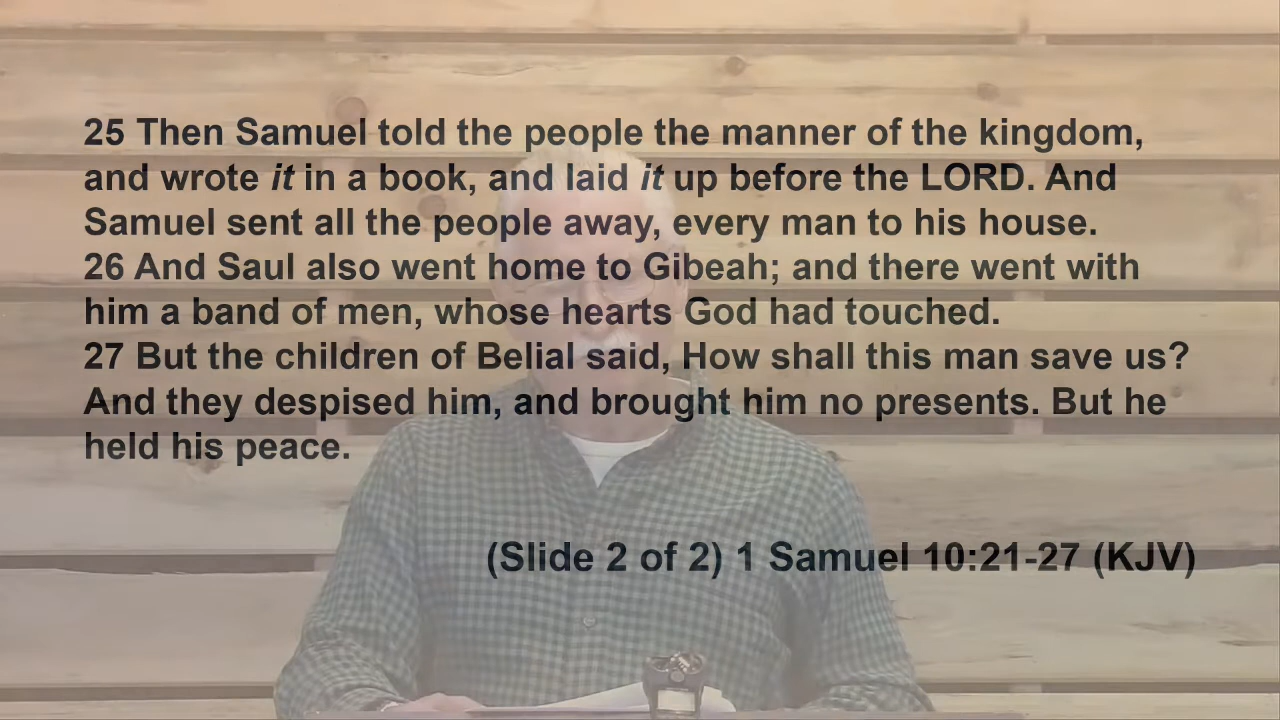 25 Then Samuel told the people the manner of the kingdom,
and wrote it in a book, and laid it up before the LORD. And
Samuel sent all the people away, every man to his house.
26 And Saul also went home to Gibeah; and there went with
him a band of men, whose hearts God had touched.
27 But the children of Belial said, How shall this man save us?
And they despised him, and brought him no presents. But he
held his peace.
(Slide 2 of 2) 1 Samuel 10:21-27 (KJV)